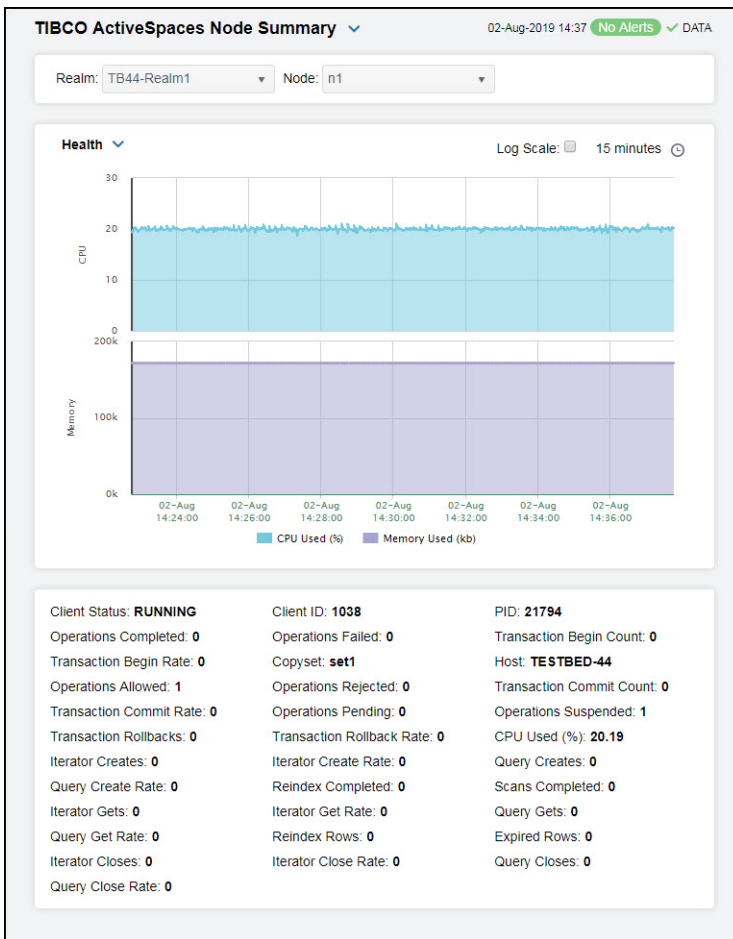 TIBCO ActiveSpaces Node Summary 02-Aug-2019 14:37 No Alerts DATA
Realm: TB44-Realm1 Node: n1
Health Log Scale: 15 minutes
30
20
CPU
10
0
200k
Memory
100k
0k
02-Aug 02-Aug 02-Aug 02-Aug 02-Aug 02-Aug 02-Aug
14:24:00 14:26:00 14:28:00 14:30:00 14:32:00 14:34:00 14:36:00
CPU Used (%) Memory Used (kb)
Client Status: RUNNING Client ID: 1038 PID: 21794
Operations Completed: 0 Operations Failed: 0 Transaction Begin Count: 0
Transaction Begin Rate: 0 Copyset: set1 Host: TESTBED-44
Operations Allowed: 1 Operations Rejected: 0 Transaction Commit Count: 0
Transaction Commit Rate: 0 Operations Pending: 0 Operations Suspended: 1
Transaction Rollbacks: 0 Transaction Rollback Rate: 0 CPU Used (%): 20.19
Iterator Creates: 0 Iterator Create Rate: 0 Query Creates: 0
Query Create Rate: 0 Reindex Completed: 0 Scans Completed: 0
Iterator Gets: 0 Iterator Get Rate: 0 Query Gets: 0
Query Get Rate: 0 Reindex Rows: 0 Expired Rows: 0
Iterator Closes: 0 Iterator Close Rate: 0 Query Closes: 0
Query Close Rate: 0